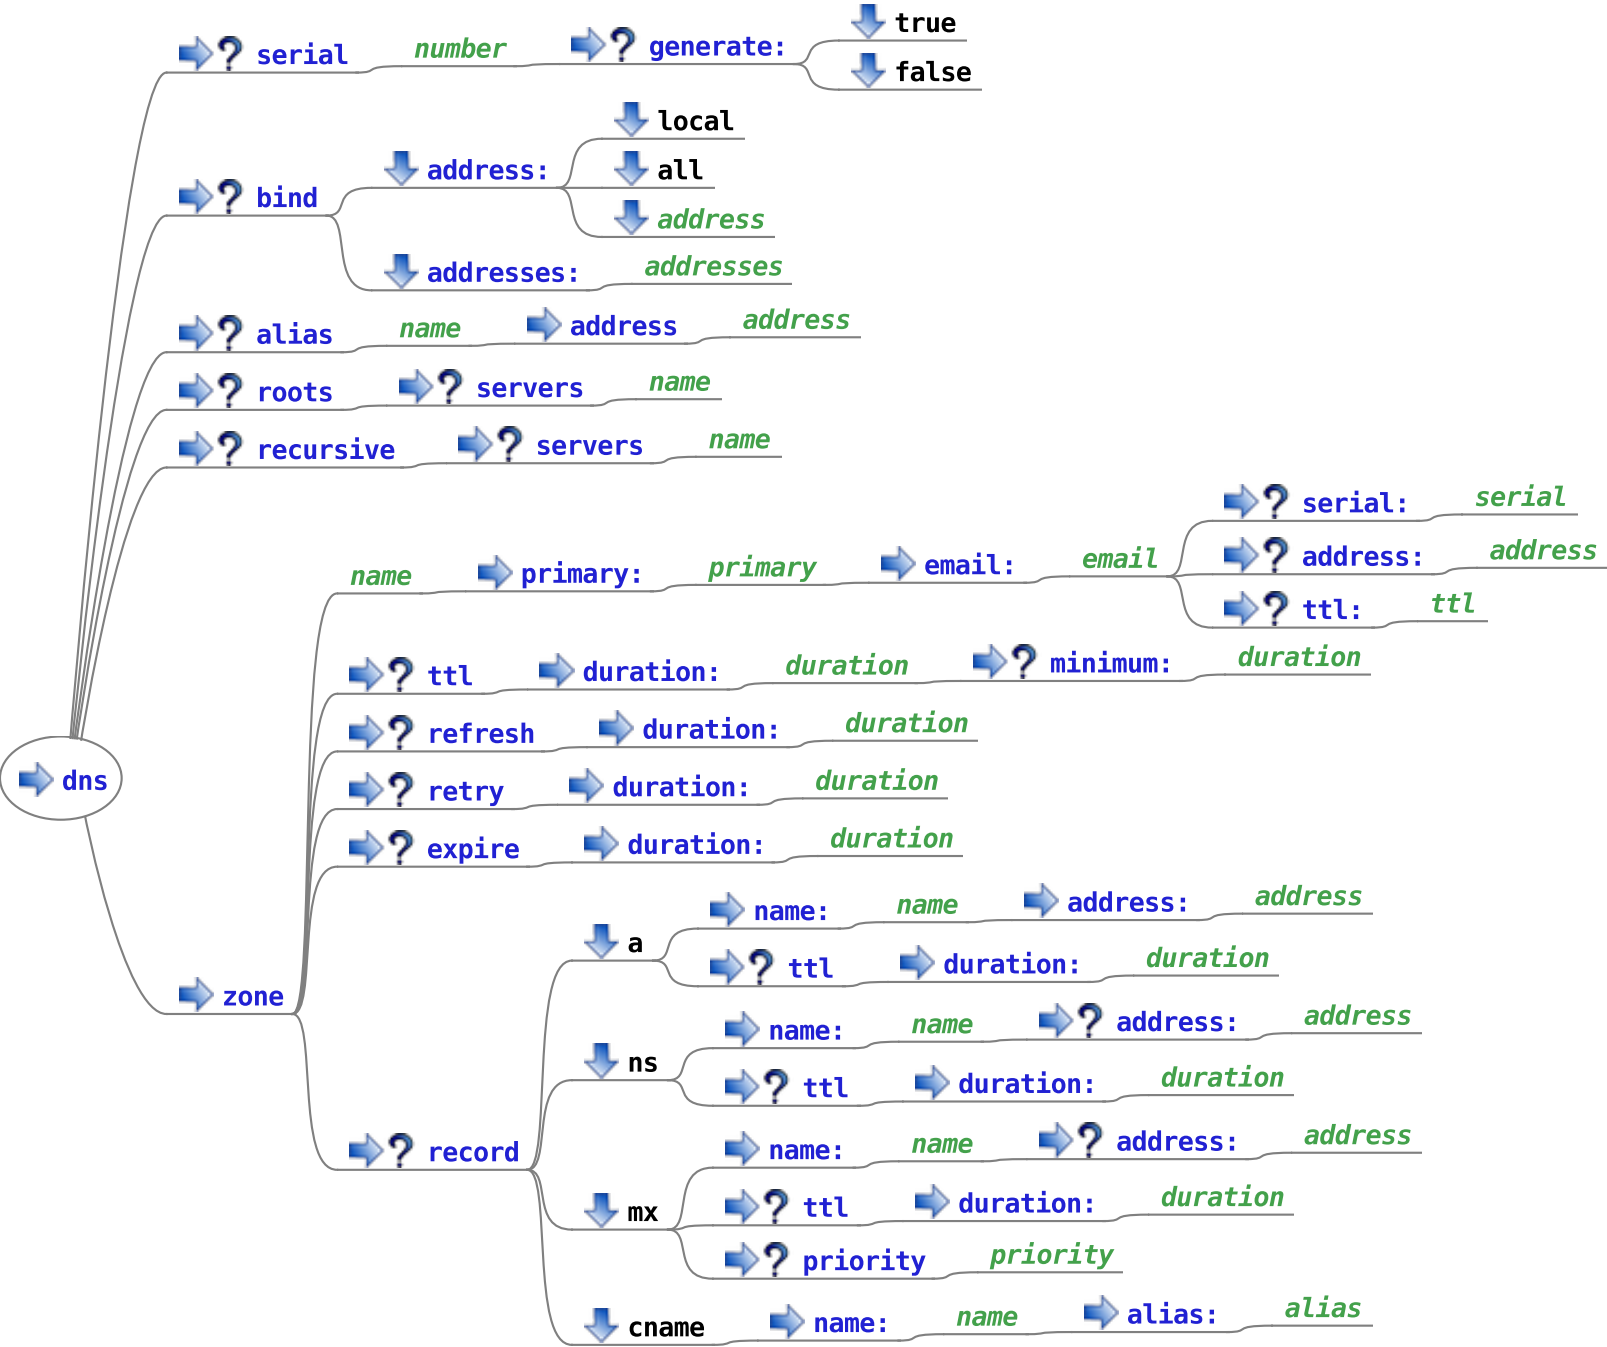 serial number generate: true
false
bind address: local
all
address
addresses: addresses
alias name address address
roots servers name
recursive servers name
dns
zone
name primary: primary email: email serial: serial
address: address
ttl: ttl
ttl duration: duration minimum: duration
refresh duration: duration
retry duration: duration
expire duration: duration
record
a name: name address: address
ttl duration: duration
ns name: name address: address
ttl duration: duration
mx name: name address: address
ttl duration: duration
priority priority
cname name: name alias: alias